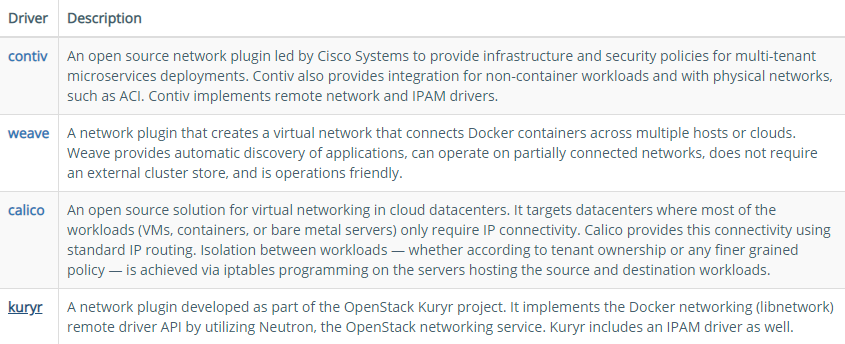 Driver Description
contiv An open source network plugin led by Cisco Systems to provide infrastructure and security policies for multi-tenant
microservices deployments. Contiv also provides integration for non-container workloads and with physical networks,
such as ACI. Contiv implements remote network and IPAM drivers.
weave A network plugin that creates a virtual network that connects Docker containers across multiple hosts or clouds.
Weave provides automatic discovery of applications, can operate on partially connected networks, does not require
an external cluster store, and is operations friendly.
calico An open source solution for virtual networking in cloud datacenters. It targets datacenters where most of the
workloads (VMs, containers, or bare metal servers) only require IP connectivity. Calico provides this connectivity using
standard IP routing. Isolation between workloads — whether according to tenant ownership or any finer grained
policy — is achieved via iptables programming on the servers hosting the source and destination workloads.
kuryr A network plugin developed as part of the OpenStack Kuryr project. It implements the Docker networking (libnetwork)
remote driver API by utilizing Neutron, the OpenStack networking service. Kuryr includes an IPAM driver as well.